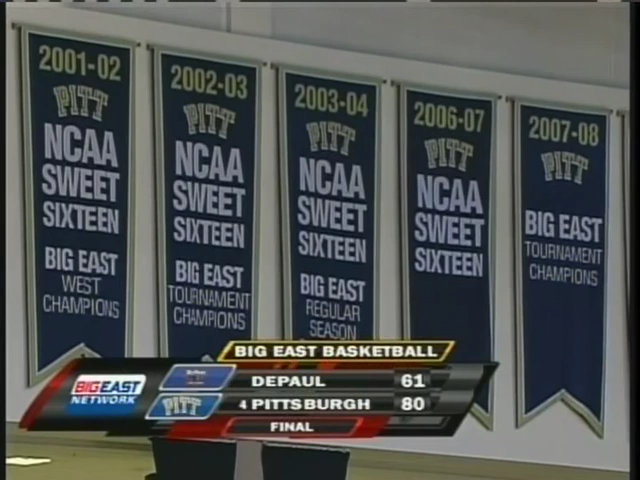 2001-02
PITT
NCAA
SWEET
SIXTEEN
BIG EAST
WEST
CHAMPIONS
2002-03
PITT
NCAA
SWEET
SIXTEEN
BIG EAST
TOURNAMENT
CHAMPIONS
2003-04
PITT
NCAA
SWEET
SIXTEEN
BIG EAST
REGULAR
SEASON
2006-07
PITT
NCAA
SWEET
SIXTEEN
2007-08
PITT
BIG EAST
TOURNAMENT
CHAMPIONS
BIG EAST BASKETBALL
BIGEAST
NETWORK
DEPAUL 61
PITT
4 PITTSBURGH 80
FINAL